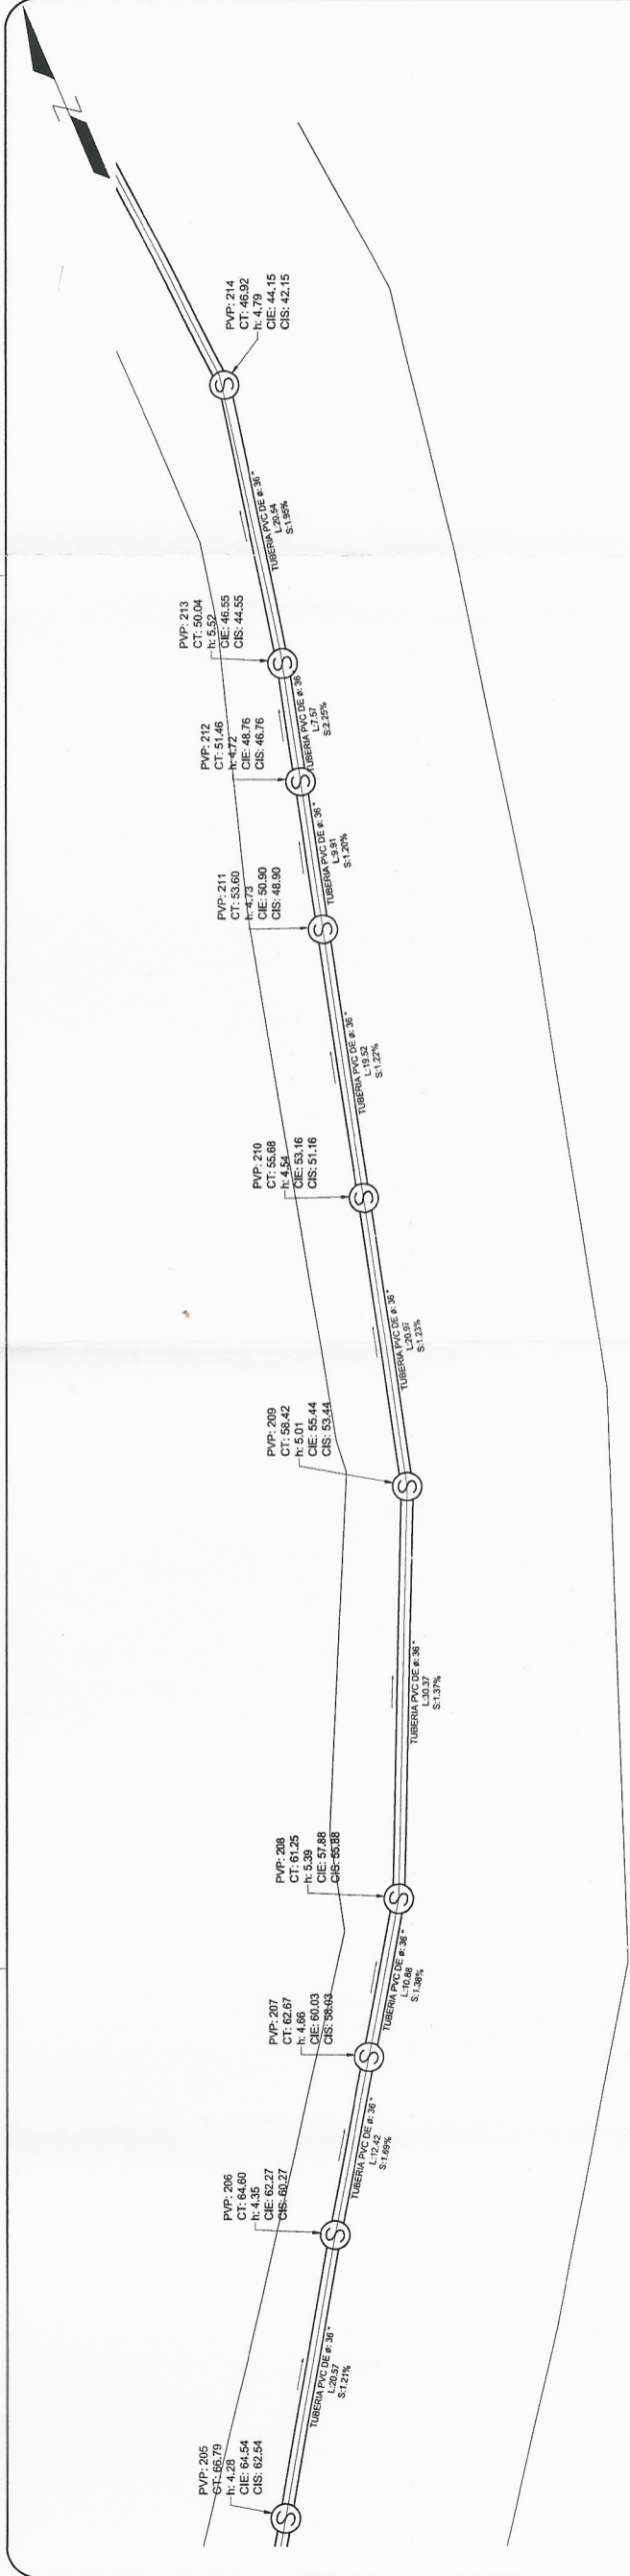 PVP: 205
CT: 66.79
h: 4.28
CIE: 64.54
CIS: 62.54
S
TUBERIA PVC DE ø: 36"
L:20.57
S:1.21%
PVP: 206
CT: 64.60
h: 4.35
CIE: 62.27
CIS: 60.27
S
TUBERIA PVC DE ø: 36"
L:12.42
S:1.69%
PVP: 207
CT: 62.67
h: 4.66
CIE: 60.03
CIS: 58.03
S
TUBERIA PVC DE ø: 36"
L:10.88
S:1.38%
PVP: 208
CT: 61.25
h: 5.39
CIE: 57.88
CIS: 55.88
S
TUBERIA PVC DE ø: 36"
L:30.37
S:1.37%
PVP: 209
CT: 58.42
h: 5.01
CIE: 55.44
CIS: 53.44
S
TUBERIA PVC DE ø: 36"
L:20.97
S:1.23%
PVP: 210
CT: 55.68
h: 4.54
CIE: 53.16
CIS: 51.16
S
TUBERIA PVC DE ø: 36"
L:19.52
S:1.22%
PVP: 211
CT: 53.60
h: 4.73
CIE: 50.90
CIS: 48.90
S
TUBERIA PVC DE ø: 36"
L:9.91
S:1.20%
PVP: 212
CT: 51.46
h: 4.72
CIE: 48.76
CIS: 46.76
S
TUBERIA PVC DE ø: 36
L:7.57
S:2.25%
PVP: 213
CT: 50.04
h: 5.52
CIE: 46.55
CIS: 44.55
S
TUBERIA PVC DE ø: 36"
L:20.54
S:1.95%
PVP: 214
CT: 46.92
h: 4.79
CIE: 44.15
CIS: 42.15
S
N